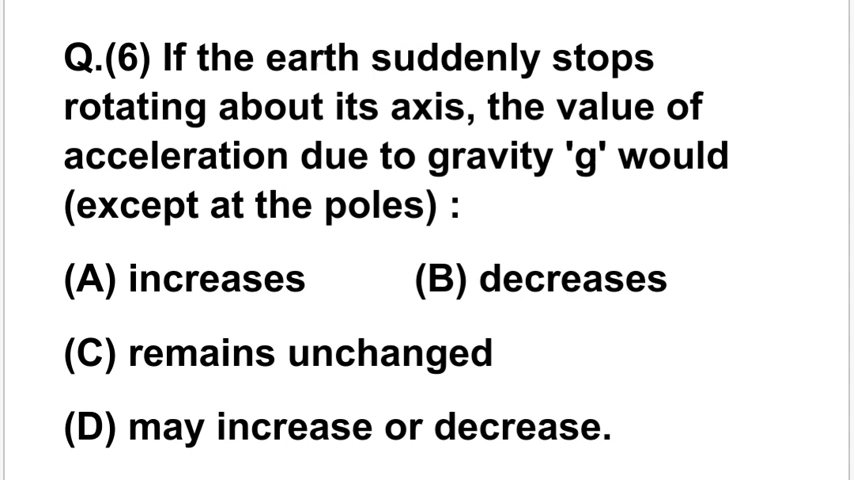 Q.(6) If the earth suddenly stops
rotating about its axis, the value of
acceleration due to gravity 'g' would
(except at the poles) :
(A) increases (B) decreases
(C) remains unchanged
(D) may increase or decrease.